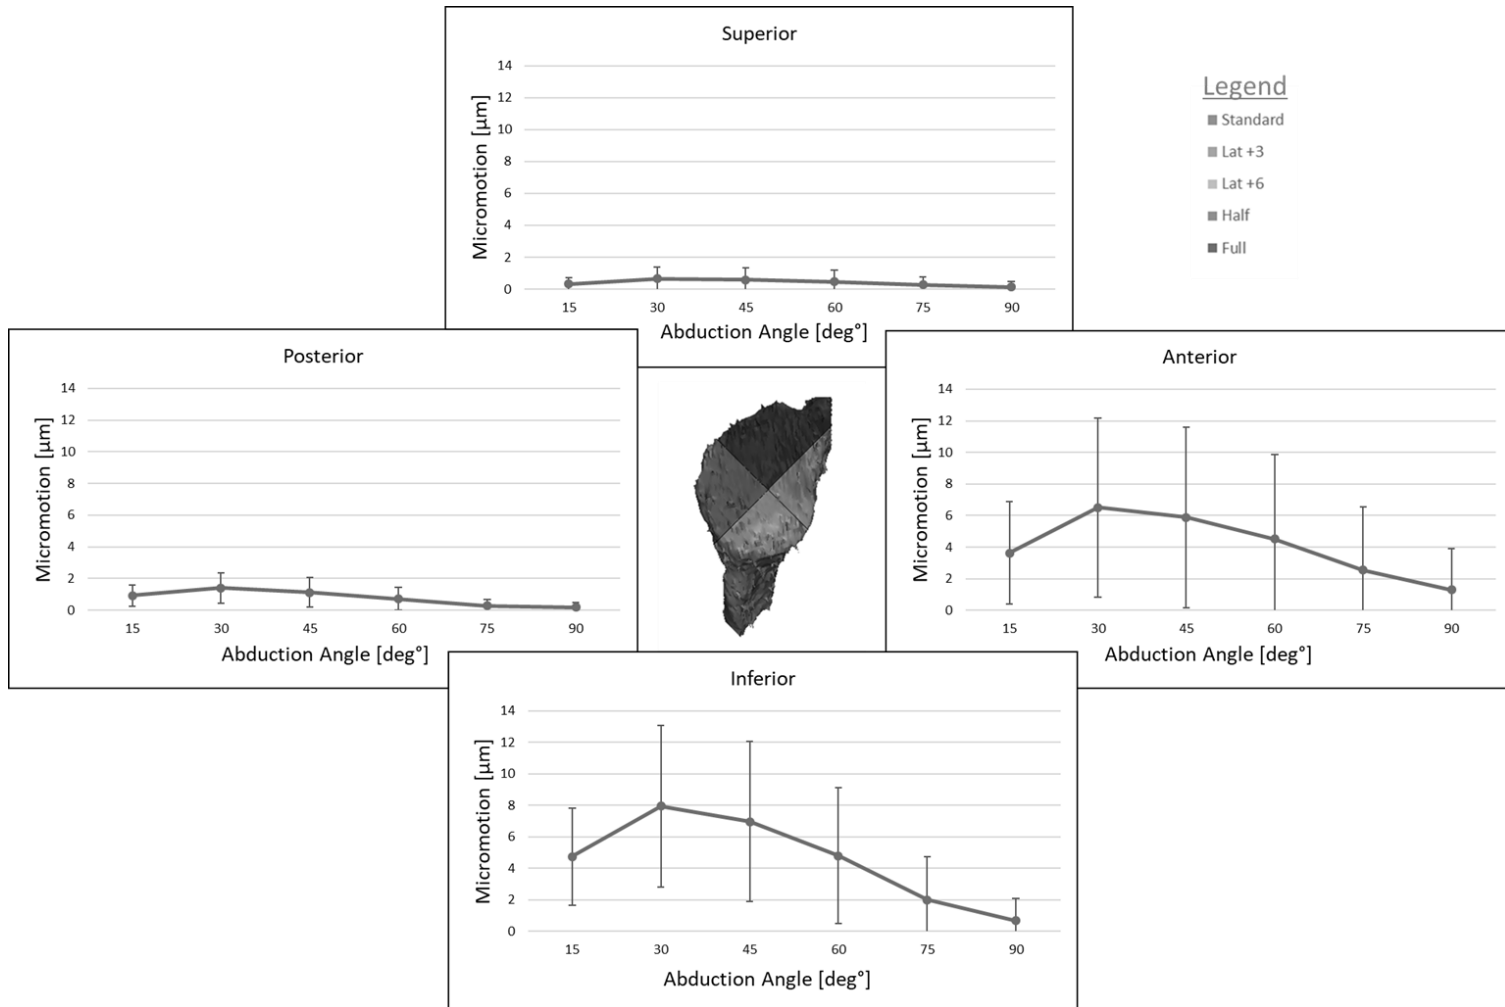 Superior
Micromotion [µm]
14
12
10
8
6
4
2
0
15 30 45 60 75 90
Abduction Angle [deg°]
Legend
Standard
Lat +3
Lat +6
Half
Full
Posterior
Micromotion [µm]
14
12
10
8
6
4
2
0
15 30 45 60 75 90
Abduction Angle [deg°]
Anterior
Micromotion [µm]
14
12
10
8
6
4
2
0
15 30 45 60 75 90
Abduction Angle [deg°]
Inferior
Micromotion [µm]
14
12
10
8
6
4
2
0
15 30 45 60 75 90
Abduction Angle [deg°]